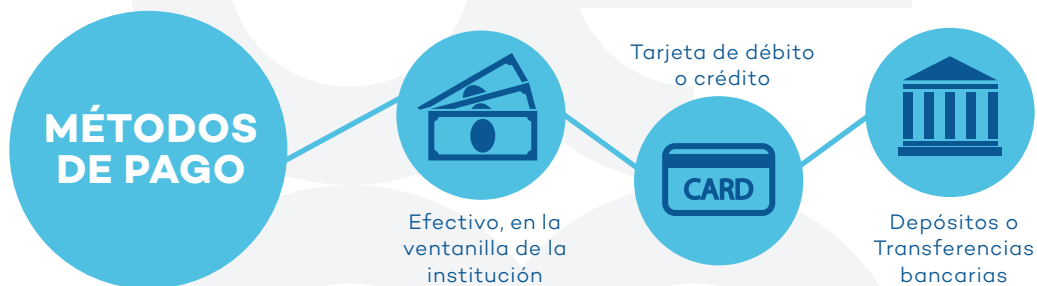 MÉTODOS
DE PAGO
Efectivo, en la
ventanilla de la
institución
Tarjeta de débito
o crédito
CARD
Depósitos o
Transferencias
bancarias